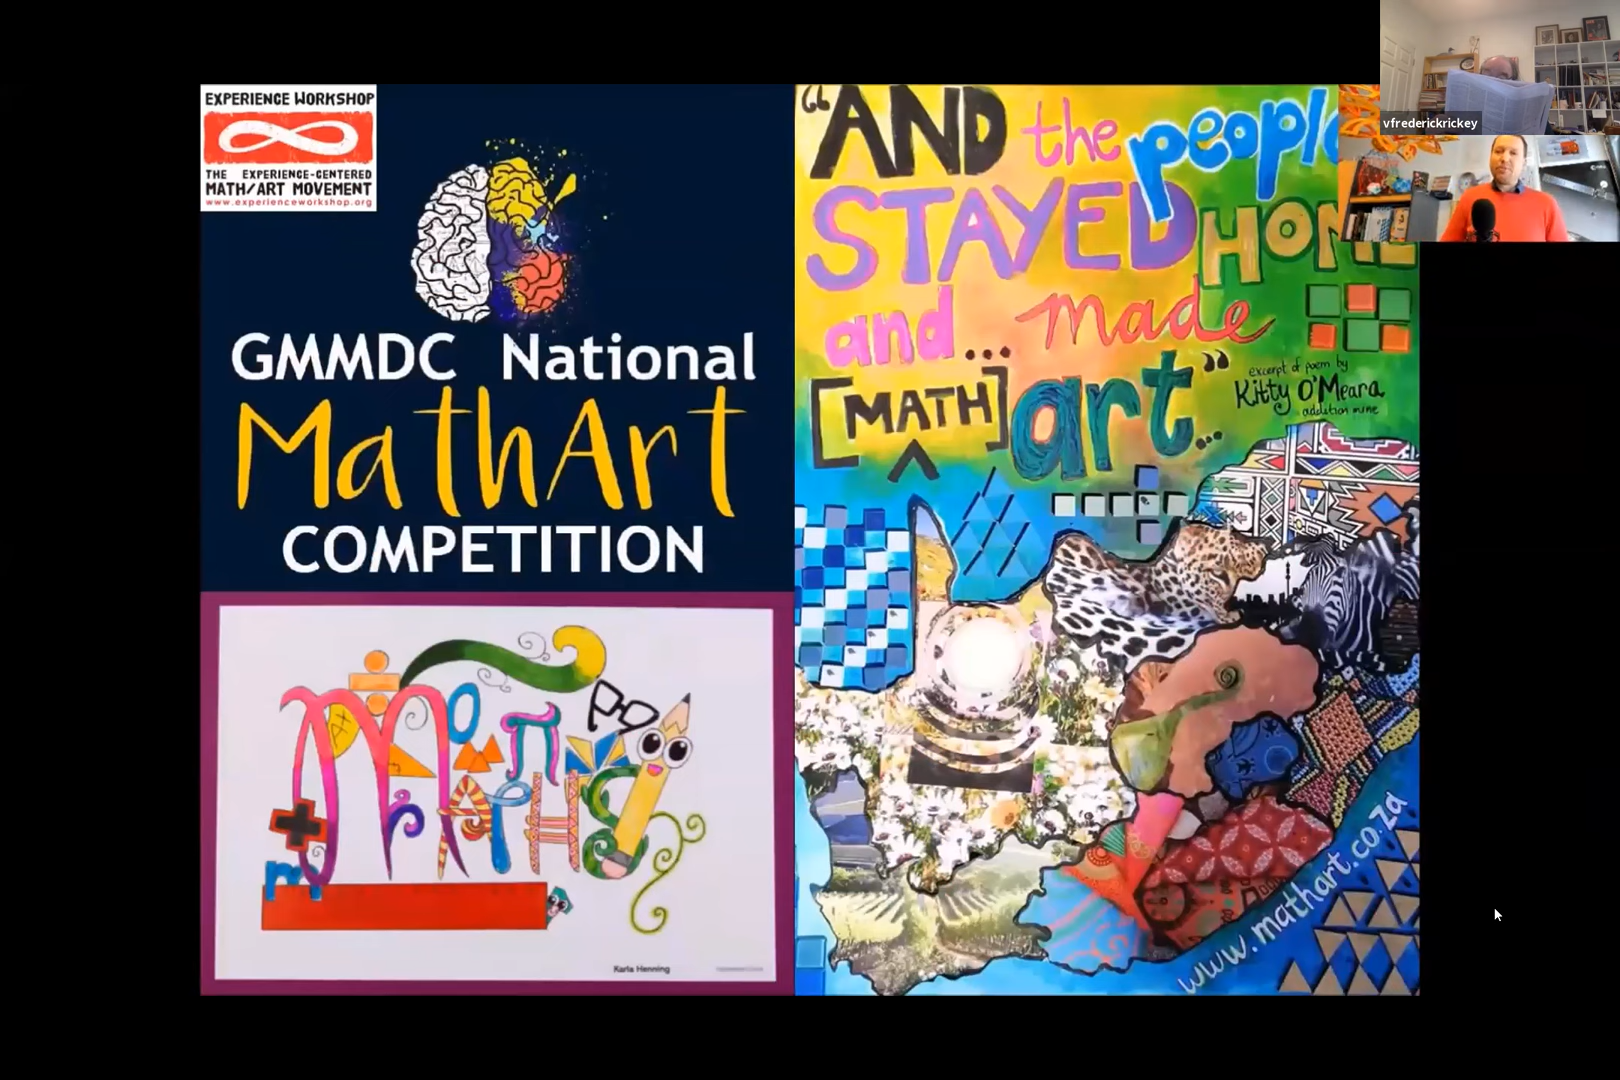 EXPERIENCE WORKSHOP
THE EXPERIENCE-CENTERED
MATH/ART MOVEMENT
www.experienceworkshop.org
GMMDC National
MathArt
COMPETITION
MATHS
Karla Henning
“AND the people
STAYED HOME
and... made
[MATH] art”...
excerpt of poem by
Kitty O'Meara
addition mine
www.mathart.co.za
vfrederickrickey